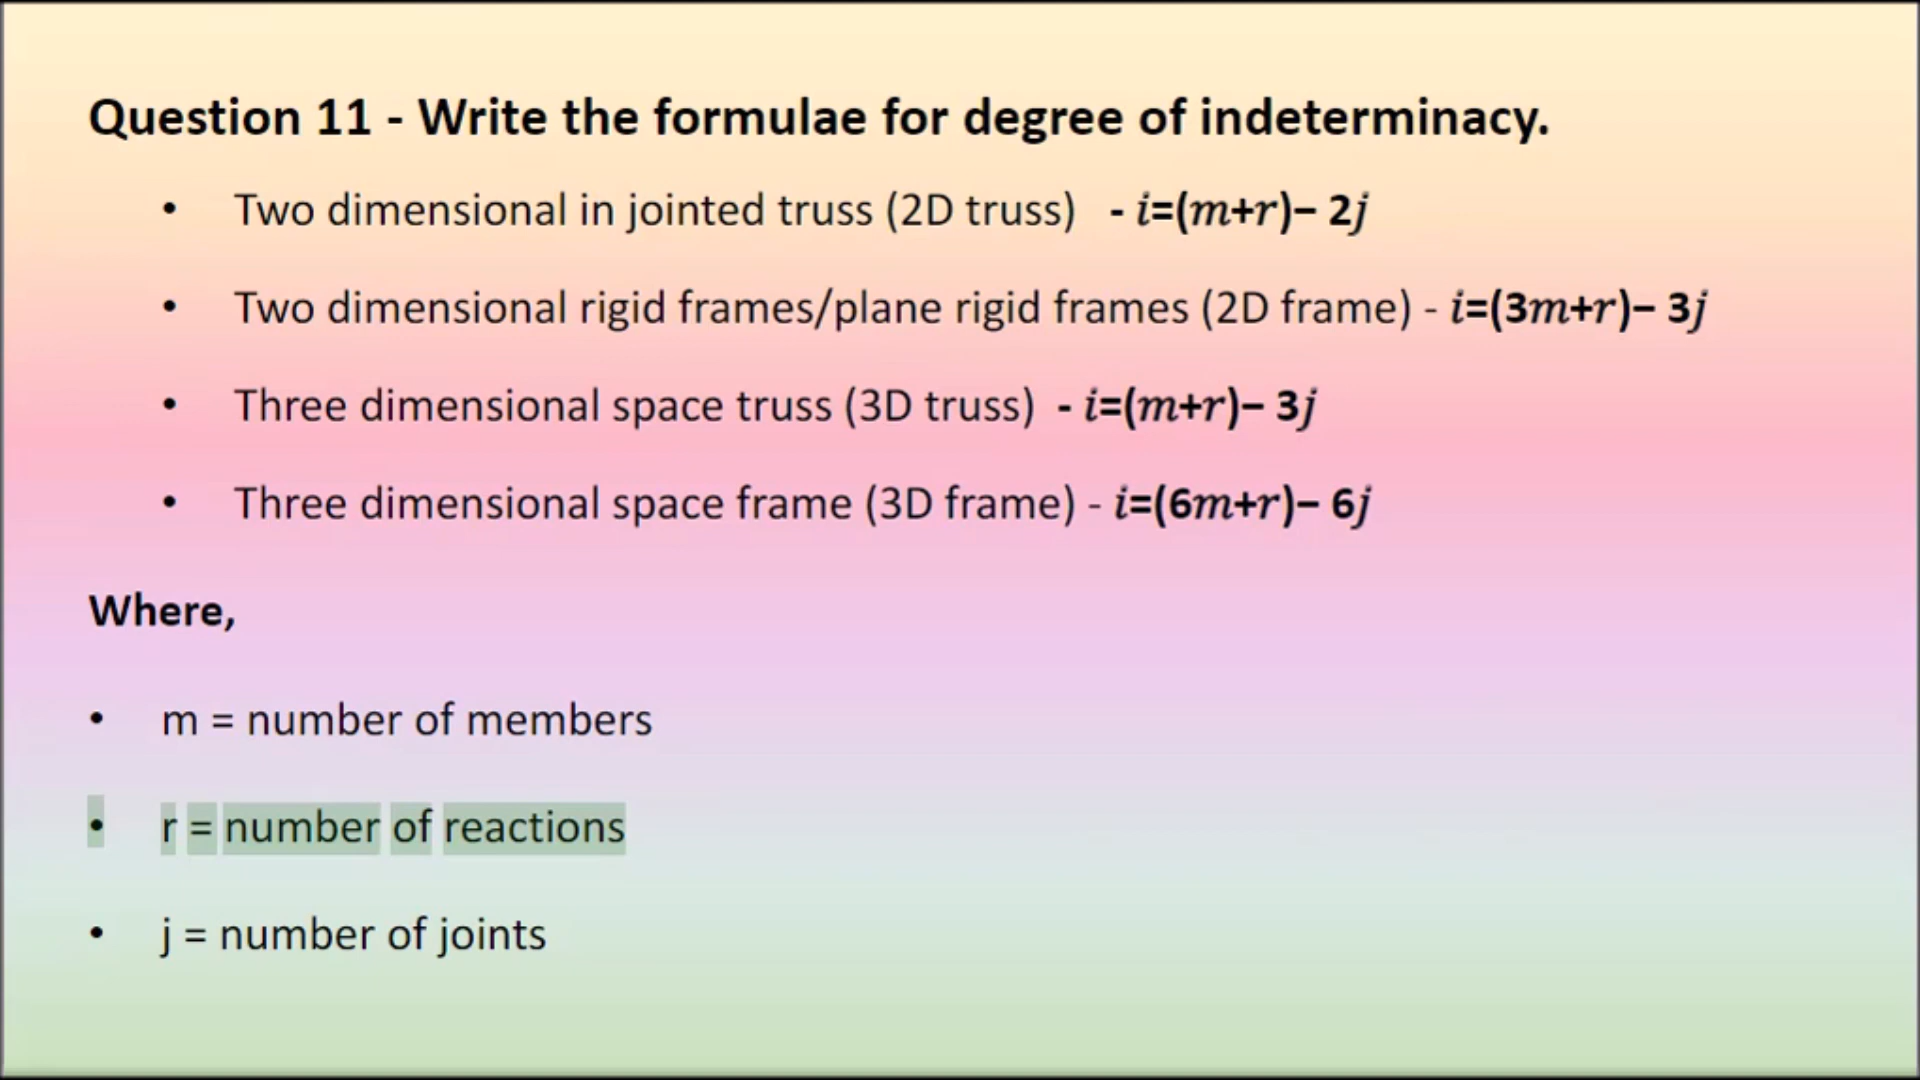 Question 11 - Write the formulae for degree of indeterminacy.
• Two dimensional in jointed truss (2D truss) - i=(m+r)– 2j
• Two dimensional rigid frames/plane rigid frames (2D frame) - i=(3m+r)– 3j
• Three dimensional space truss (3D truss) - i=(m+r)– 3j
• Three dimensional space frame (3D frame) - i=(6m+r)– 6j
Where,
• m = number of members
• r = number of reactions
• j = number of joints